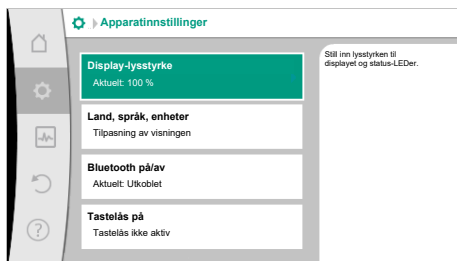 Apparatinnstillinger
Display-lysstyrke
Aktuelt: 100 %
Land, språk, enheter
Tilpasning av visningen
Bluetooth på/av
Aktuelt: Utkoblet
Tastelås på
Tastelås ikke aktiv
Still inn lysstyrken til
displayet og status-LEDer.